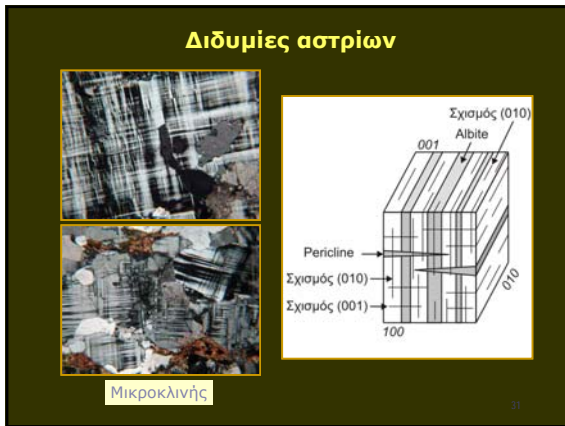 Διδυμίες αστρίων
Σχισμός (010)
Albite
001
Pericline
Σχισμός (010)
Σχισμός (001)
100
010
Μικροκλινής
31